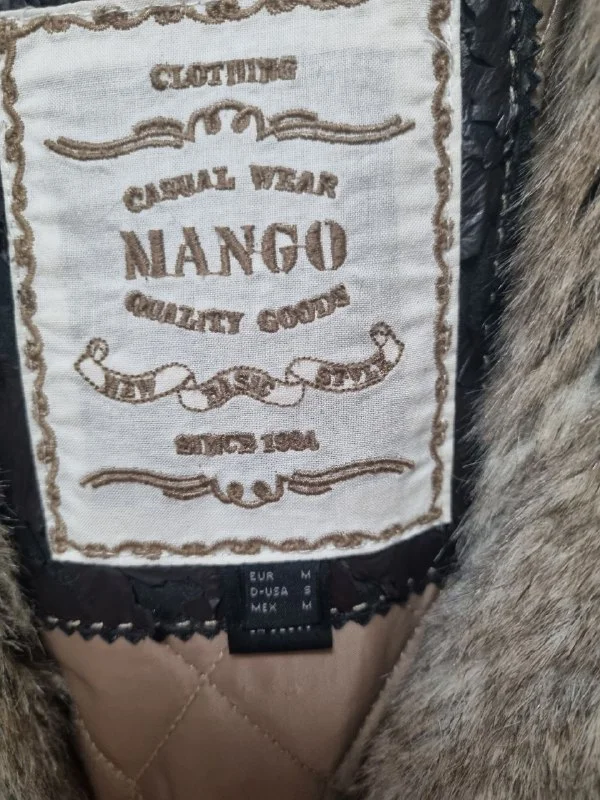 CLOTHING
CASUAL WEAR
MANGO
QUALITY GOODS
NEW BASIC STYLE
SINCE 1984
EUR M
D-USA S
MEX M